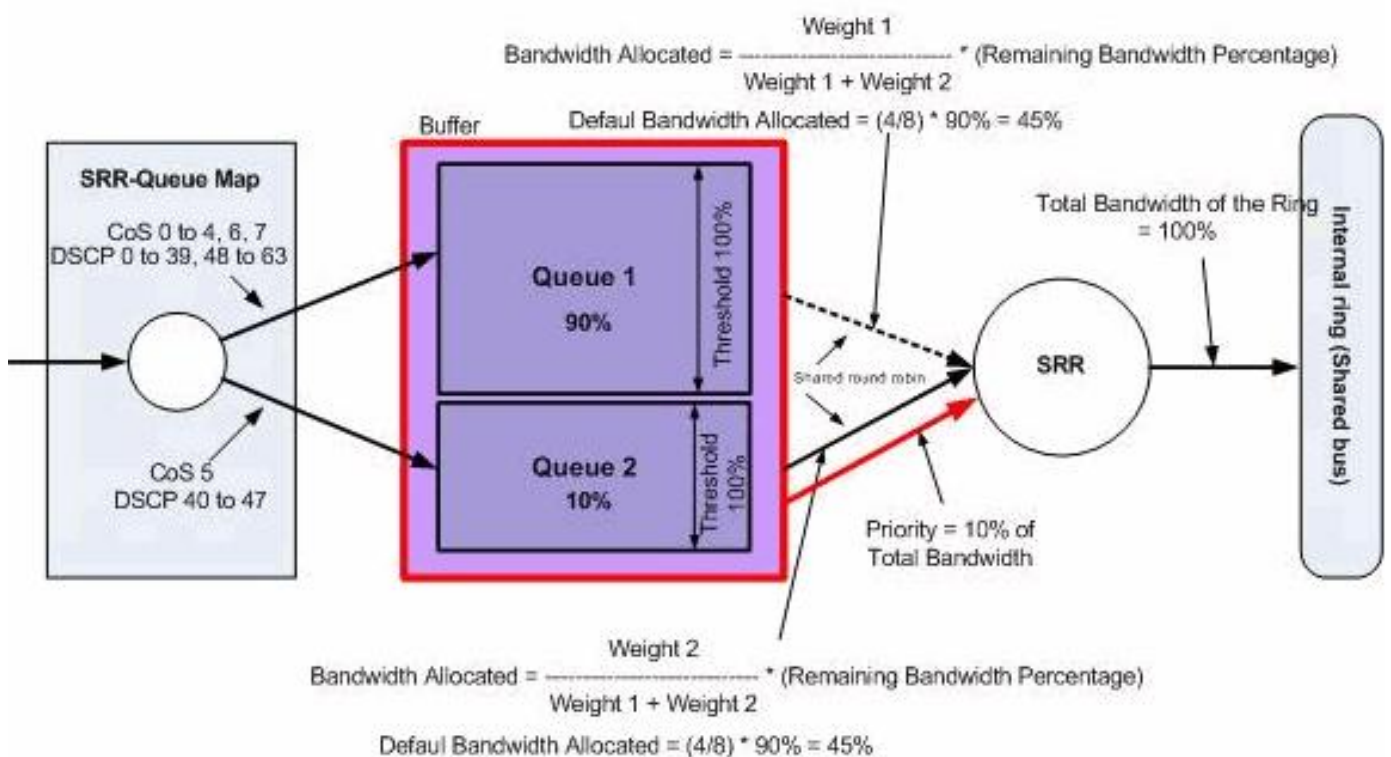 Weight 1
Bandwidth Allocated = ------------------------ * (Remaining Bandwidth Percentage)
Weight 1 + Weight 2
Defaul Bandwidth Allocated = (4/8) * 90% = 45%
Buffer
SRR-Queue Map
CoS 0 to 4, 6, 7
DSCP 0 to 39, 48 to 63
CoS 5
DSCP 40 to 47
Queue 1
90%
Threshold 100%
Queue 2
10%
Threshold
100%
Shared round robin
SRR
Total Bandwidth of the Ring
= 100%
Internal ring (Shared bus)
Priority = 10% of
Total Bandwidth
Weight 2
Bandwidth Allocated = ------------------------ * (Remaining Bandwidth Percentage)
Weight 1 + Weight 2
Defaul Bandwidth Allocated = (4/8) * 90% = 45%